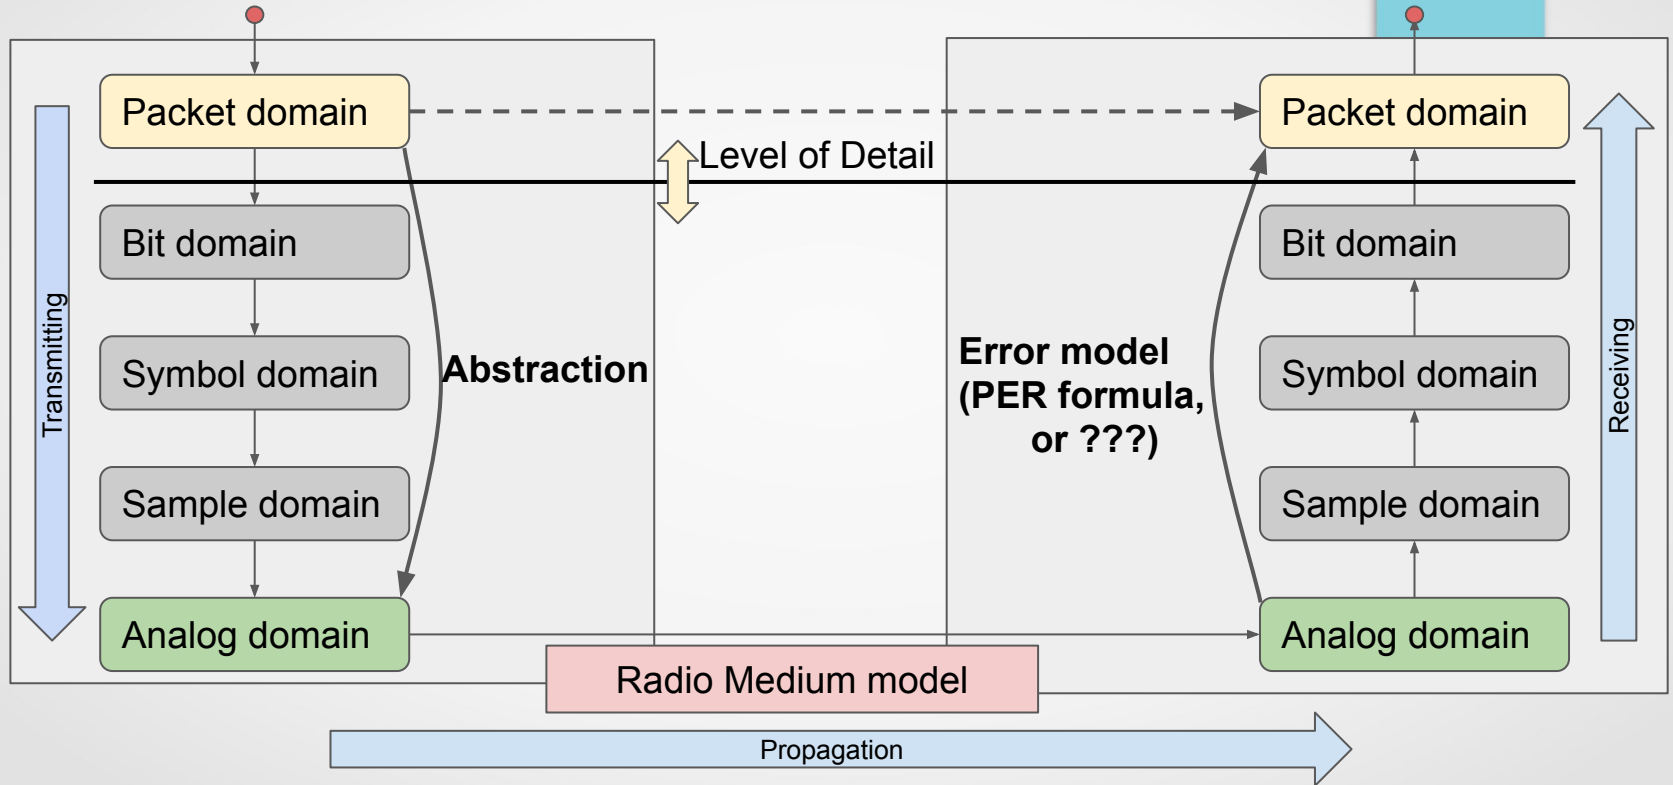 Packet domain
Packet domain
Level of Detail
Bit domain
Bit domain
Transmitting
Symbol domain
Abstraction
Error model
(PER formula,
or ???)
Symbol domain
Receiving
Sample domain
Sample domain
Analog domain
Analog domain
Radio Medium model
Propagation